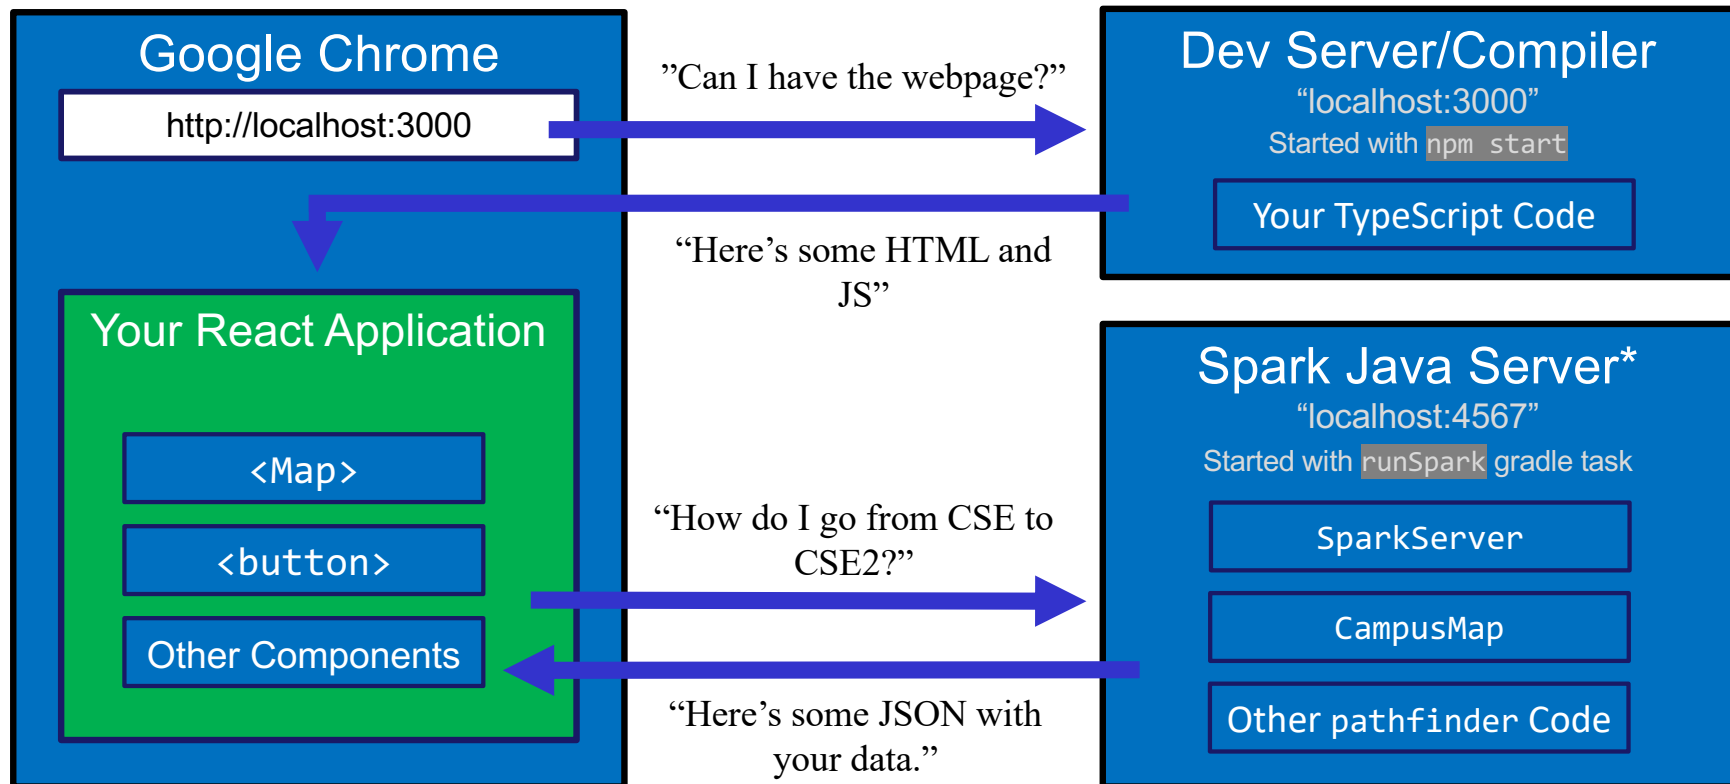 Google Chrome
http://localhost:3000
”Can I have the webpage?”
Dev Server/Compiler
“localhost:3000”
Started with npm start
Your TypeScript Code
“Here’s some HTML and
JS”
Your React Application
<Map>
<button>
Other Components
“How do I go from CSE to
CSE2?”
“Here’s some JSON with
your data.”
Spark Java Server*
“localhost:4567”
Started with runSpark gradle task
SparkServer
CampusMap
Other pathfinder Code